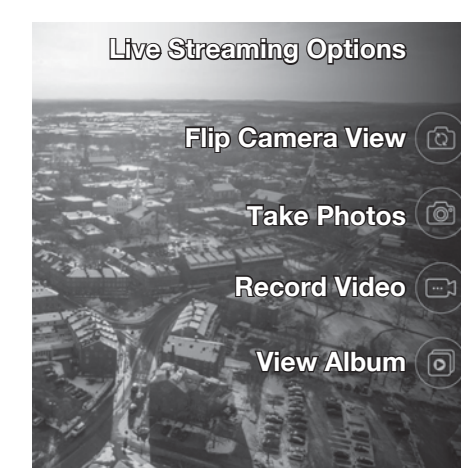 Live Streaming Options
Flip Camera View
Take Photos
Record Video
View Album